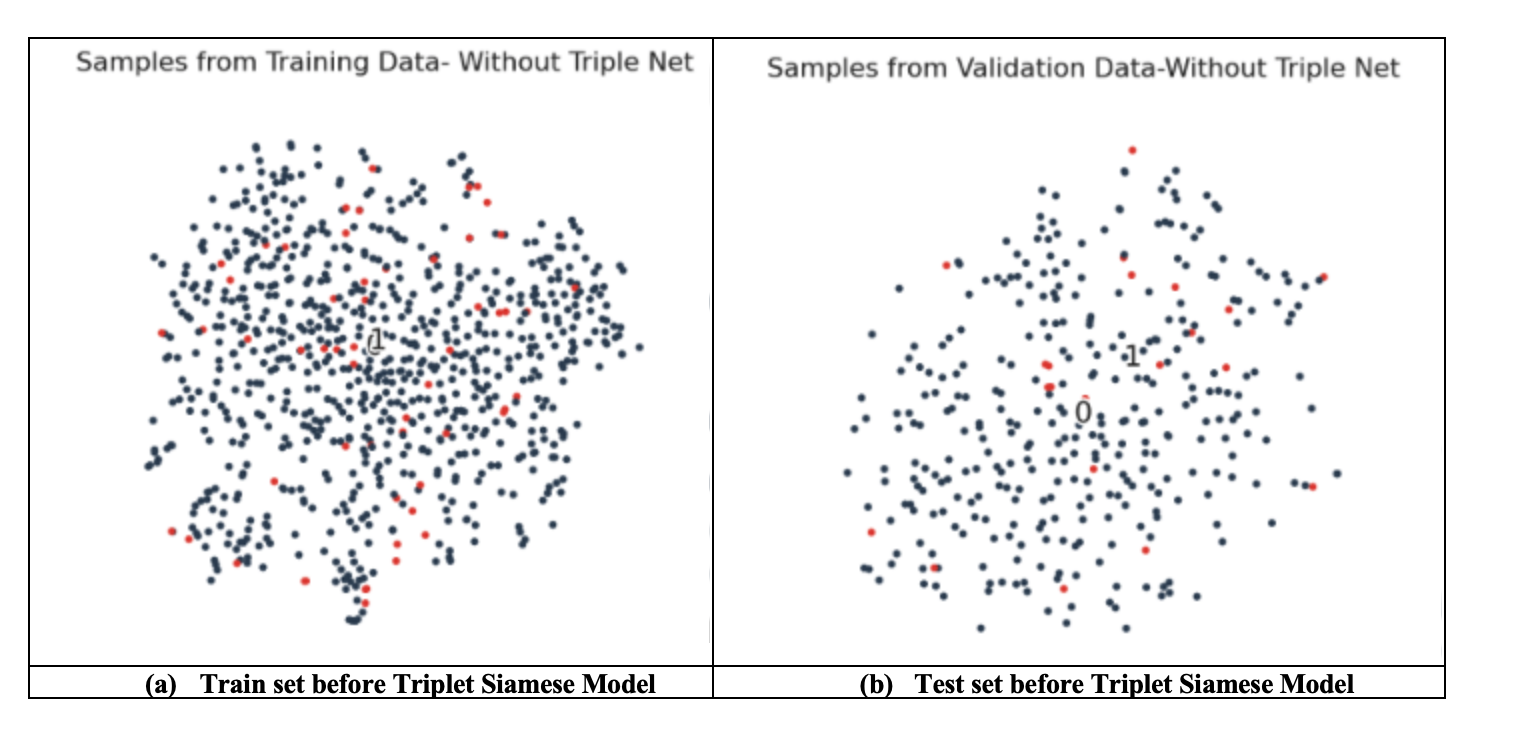 Samples from Training Data- Without Triple Net
Samples from Validation Data-Without Triple Net
0
1
1
0
(a) Train set before Triplet Siamese Model
(b) Test set before Triplet Siamese Model